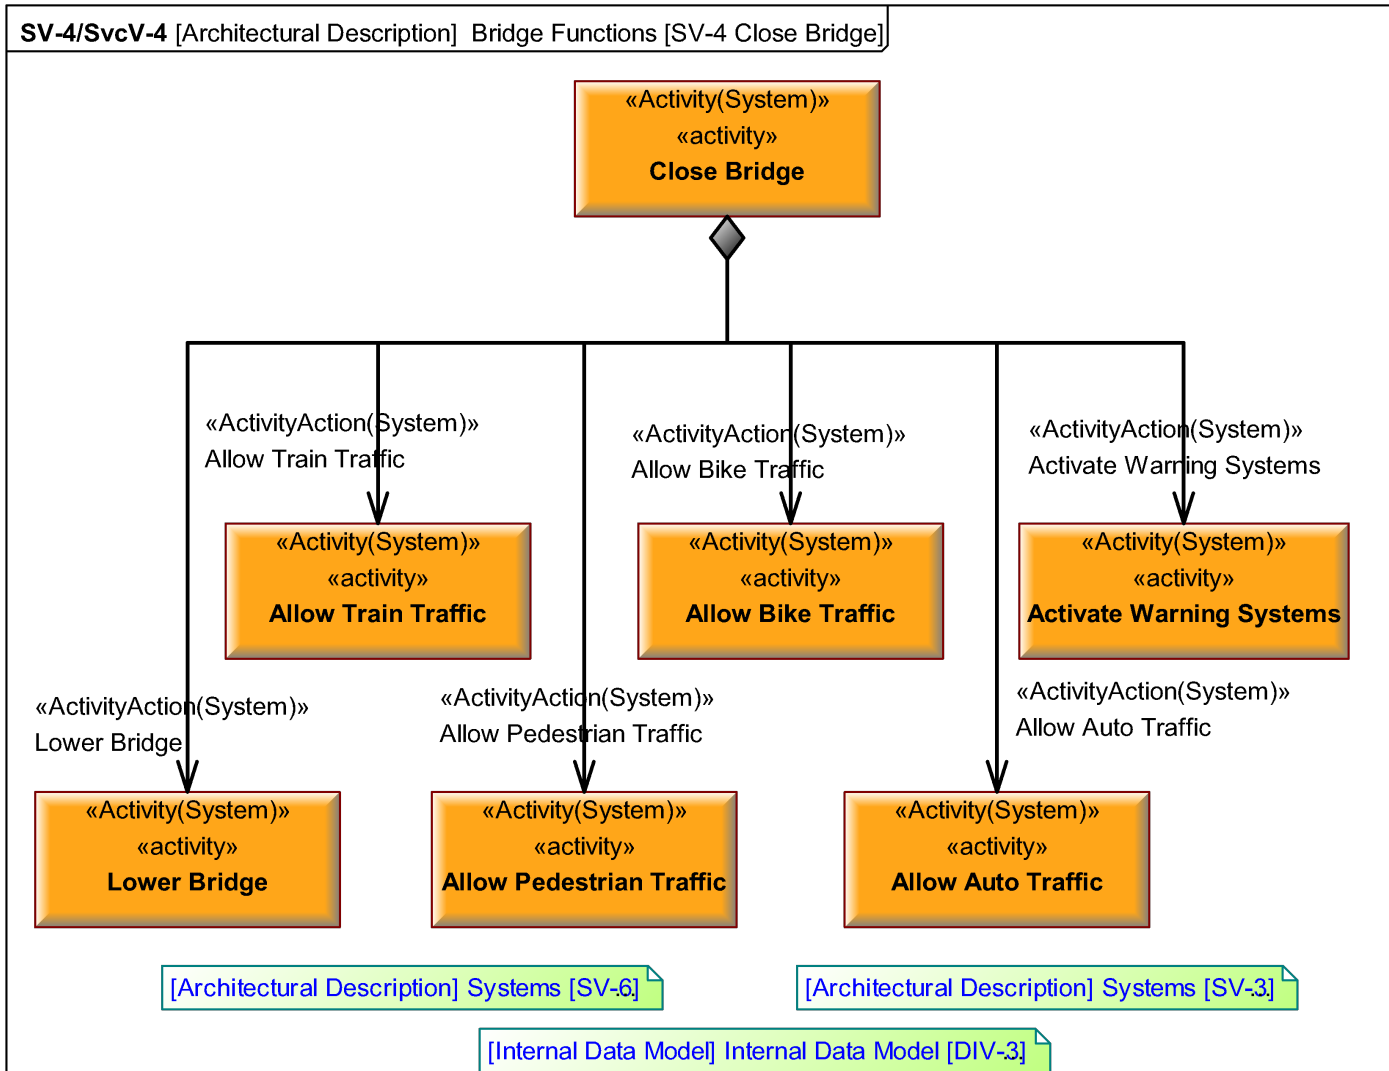 SV-4/SvcV-4 [Architectural Description] Bridge Functions [SV-4 Close Bridge]
«Activity(System)»
«activity»
Close Bridge
«ActivityAction(System)»
Allow Train Traffic
«ActivityAction(System)»
Allow Bike Traffic
«ActivityAction(System)»
Activate Warning Systems
«Activity(System)»
«activity»
Allow Train Traffic
«Activity(System)»
«activity»
Allow Bike Traffic
«Activity(System)»
«activity»
Activate Warning Systems
«ActivityAction(System)»
Lower Bridge
«ActivityAction(System)»
Allow Pedestrian Traffic
«ActivityAction(System)»
Allow Auto Traffic
«Activity(System)»
«activity»
Lower Bridge
«Activity(System)»
«activity»
Allow Pedestrian Traffic
«Activity(System)»
«activity»
Allow Auto Traffic
[Architectural Description] Systems [SV-6]...
[Architectural Description] Systems [SV-3]...
[Internal Data Model] Internal Data Model [DIV-3]...